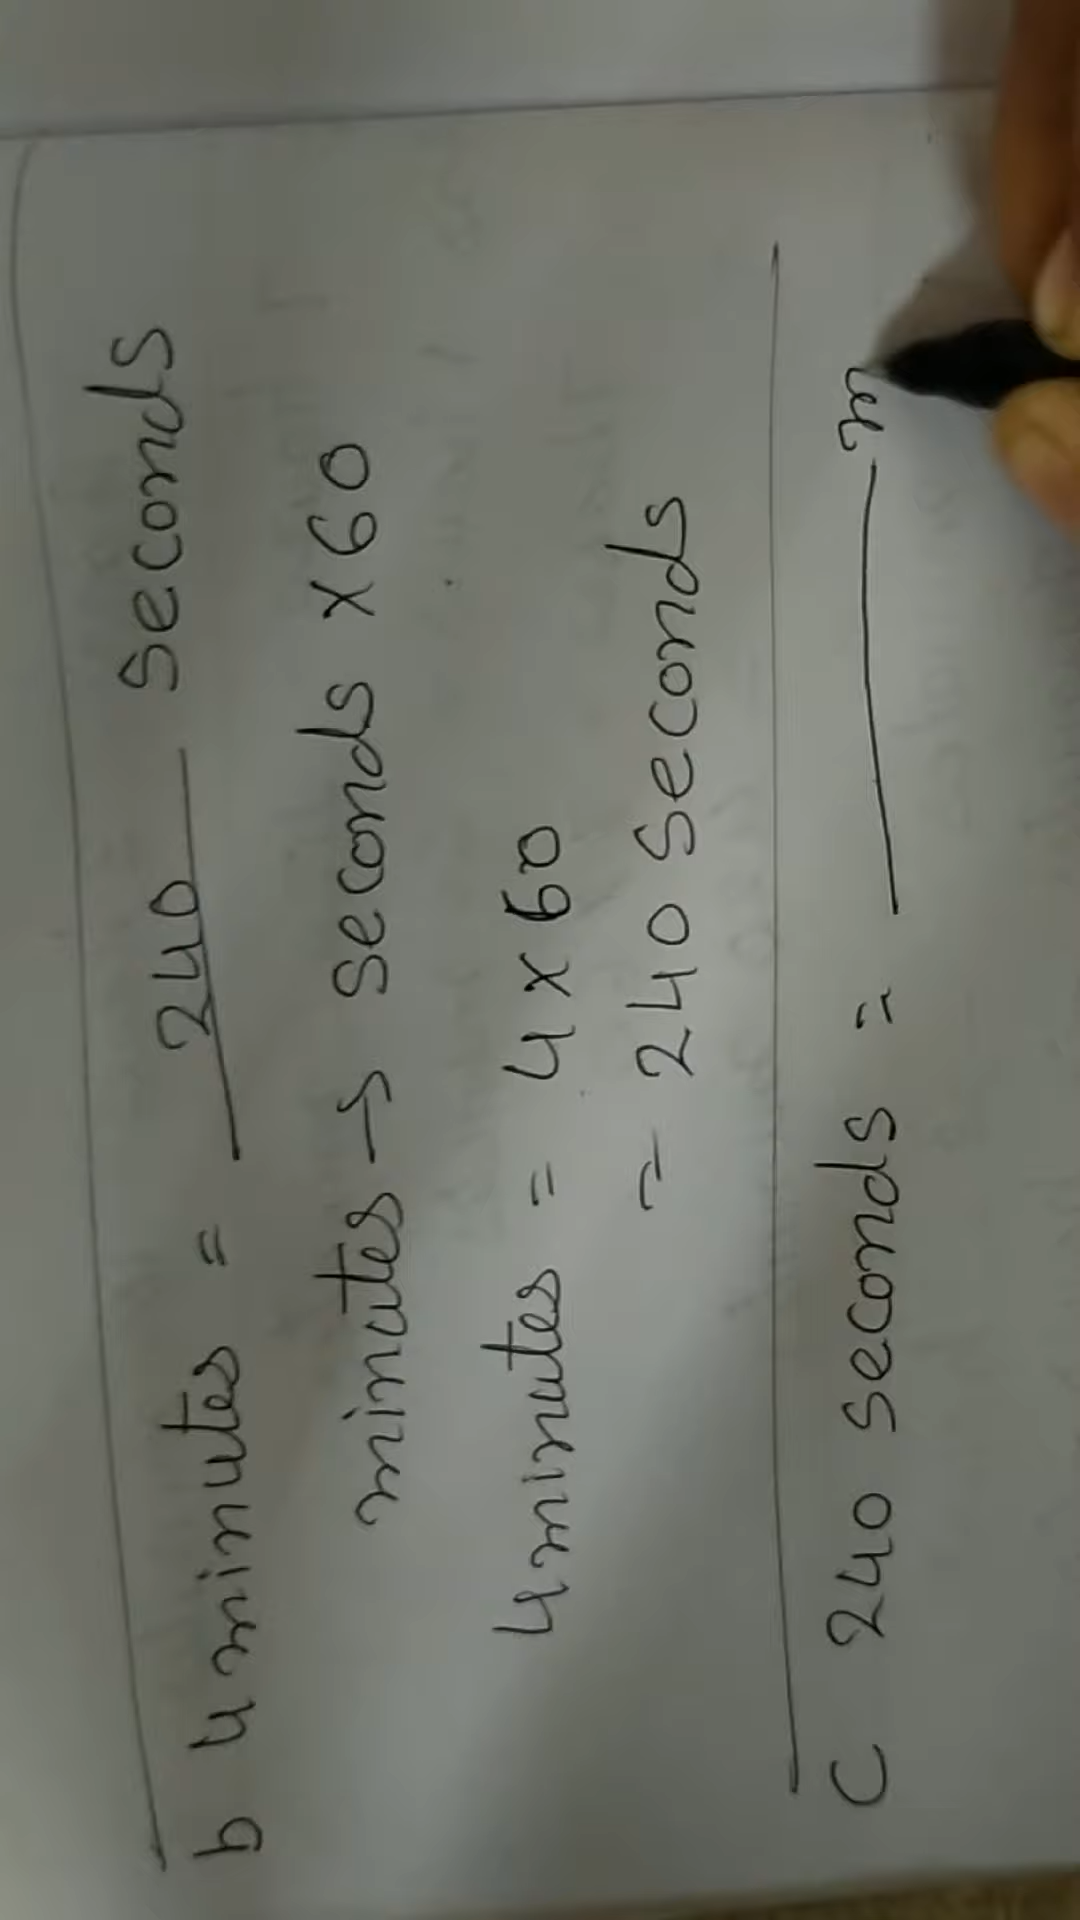 b 4 minutes = 240 Seconds
minutes → seconds × 60
4 minutes = 4 × 60
= 240 Seconds
C 240 seconds = ____ m